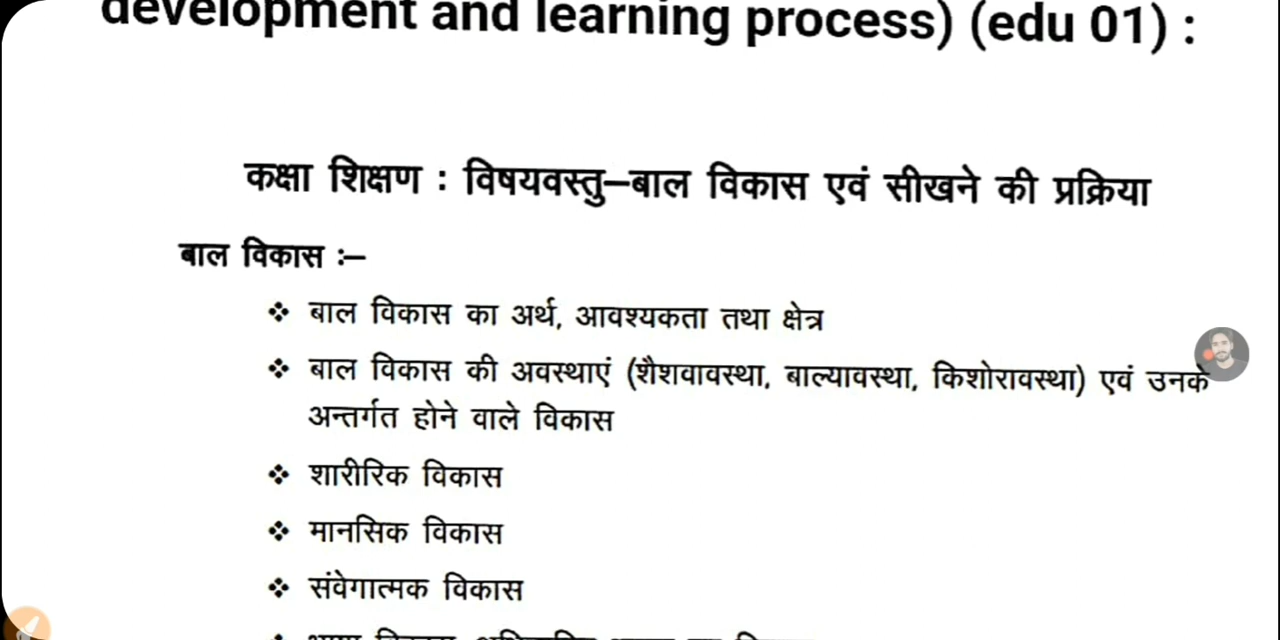 development and learning process) (edu 01) :
कक्षा शिक्षण : विषयवस्तु–बाल विकास एवं सीखने की प्रक्रिया
बाल विकास :–
❖ बाल विकास का अर्थ, आवश्यकता तथा क्षेत्र
❖ बाल विकास की अवस्थाएं (शैशवावस्था, बाल्यावस्था, किशोरावस्था) एवं उनके
अन्तर्गत होने वाले विकास
❖ शारीरिक विकास
❖ मानसिक विकास
❖ संवेगात्मक विकास